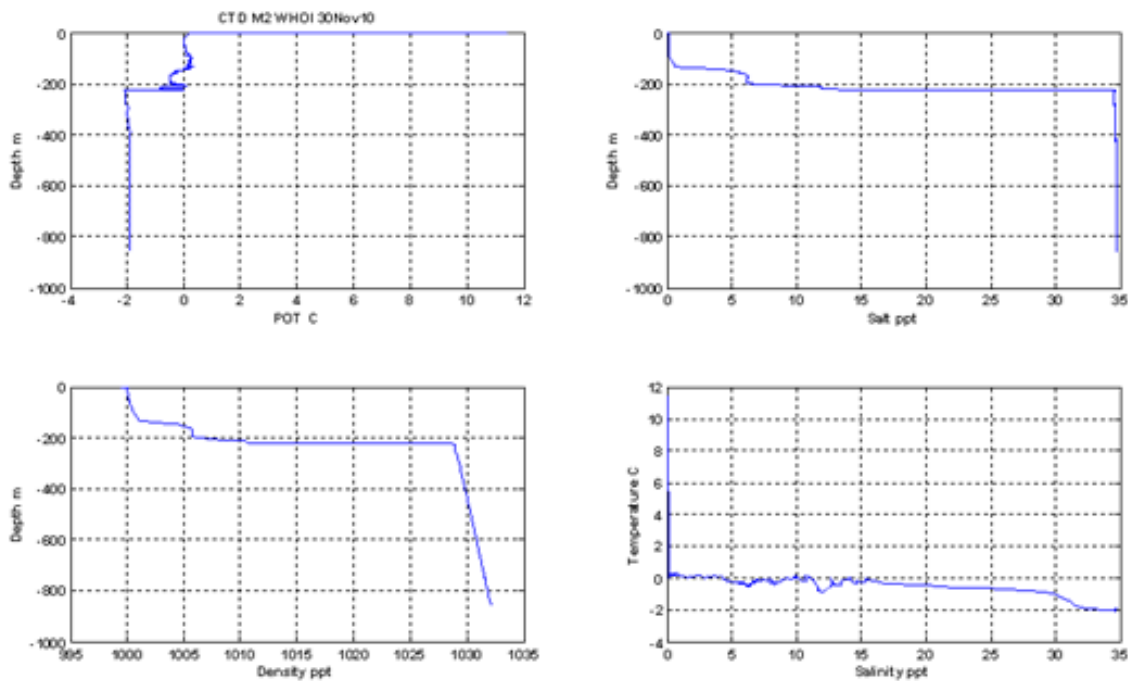 CTD M2 WHOI 30Nov10
0
-200
-400
-600
-800
-1000
Depth m
-4 -2 0 2 4 6 8 10 12
POT C
0
-200
-400
-600
-800
-1000
Depth m
0 5 10 15 20 25 30 35
Salt ppt
0
-200
-400
-600
-800
-1000
Depth m
995 1000 1005 1010 1015 1020 1025 1030 1035
Density ppt
12
10
8
6
4
2
0
-2
-4
Temperature C
0 5 10 15 20 25 30 35
Salinity ppt